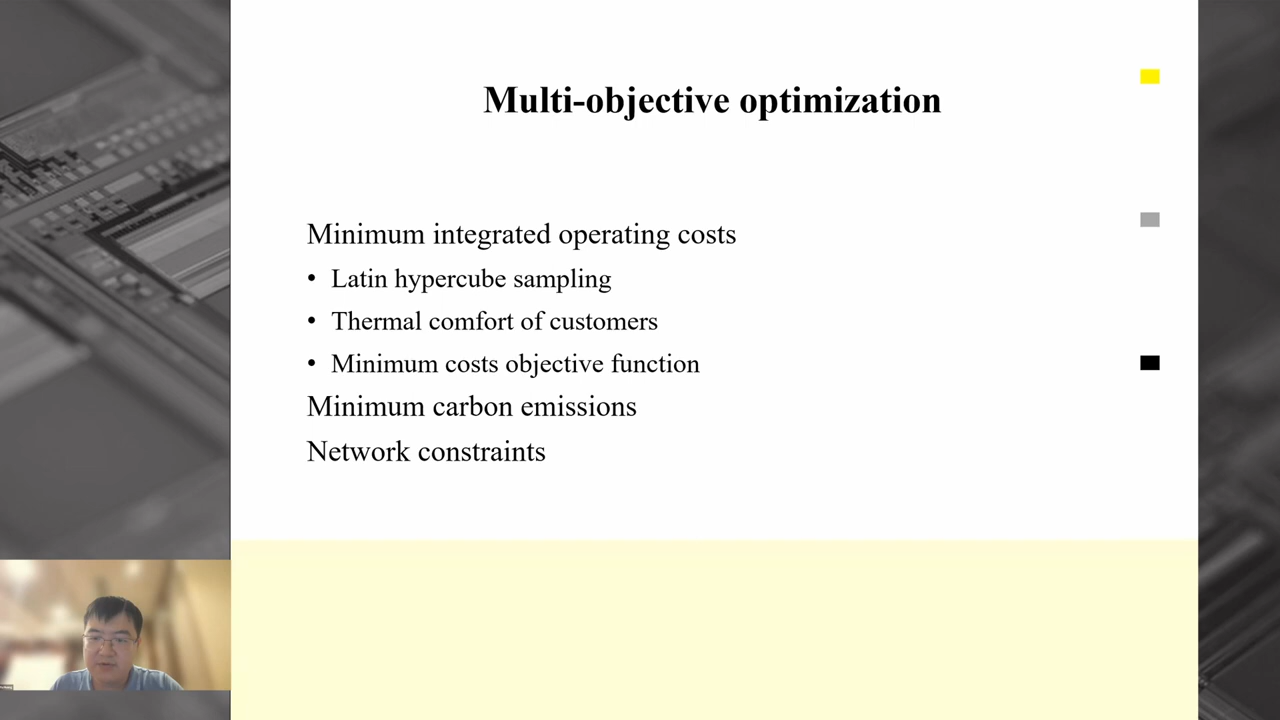 Multi-objective optimization
Minimum integrated operating costs
• Latin hypercube sampling
• Thermal comfort of customers
• Minimum costs objective function
Minimum carbon emissions
Network constraints